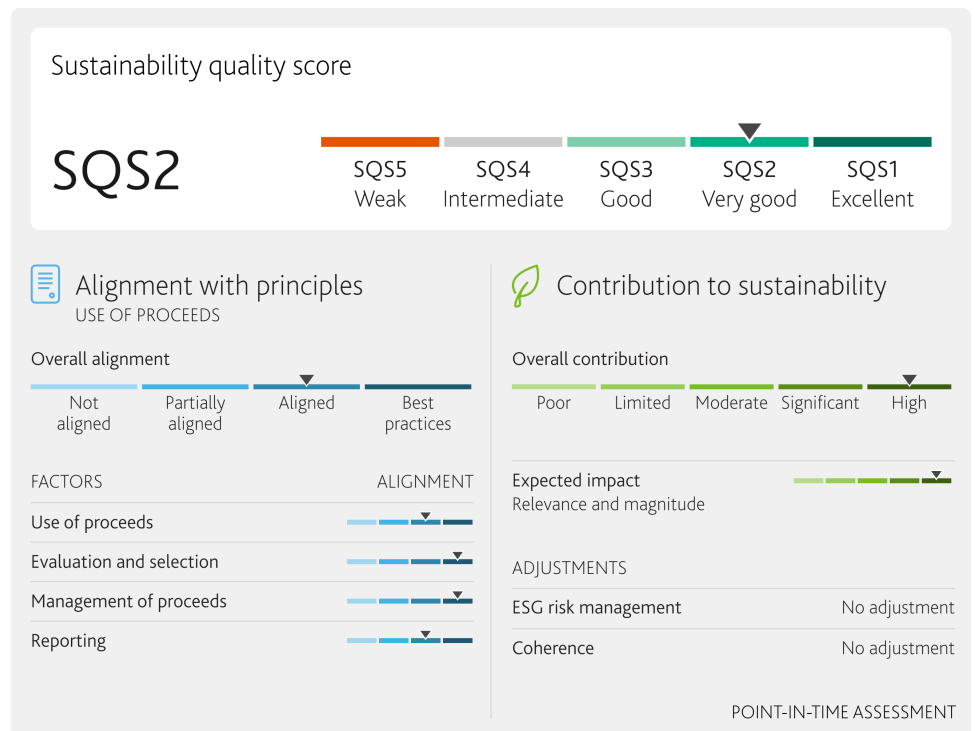 Sustainability quality score
SQS2
SQS5
Weak
SQS4
Intermediate
SQS3
Good
SQS2
Very good
SQS1
Excellent
Alignment with principles
USE OF PROCEEDS
Overall alignment
Not
aligned
Partially
aligned
Aligned
Best
practices
FACTORS
ALIGNMENT
Use of proceeds
Evaluation and selection
Management of proceeds
Reporting
Contribution to sustainability
Overall contribution
Poor
Limited
Moderate
Significant
High
Expected impact
Relevance and magnitude
ADJUSTMENTS
ESG risk management
No adjustment
Coherence
No adjustment
POINT-IN-TIME ASSESSMENT